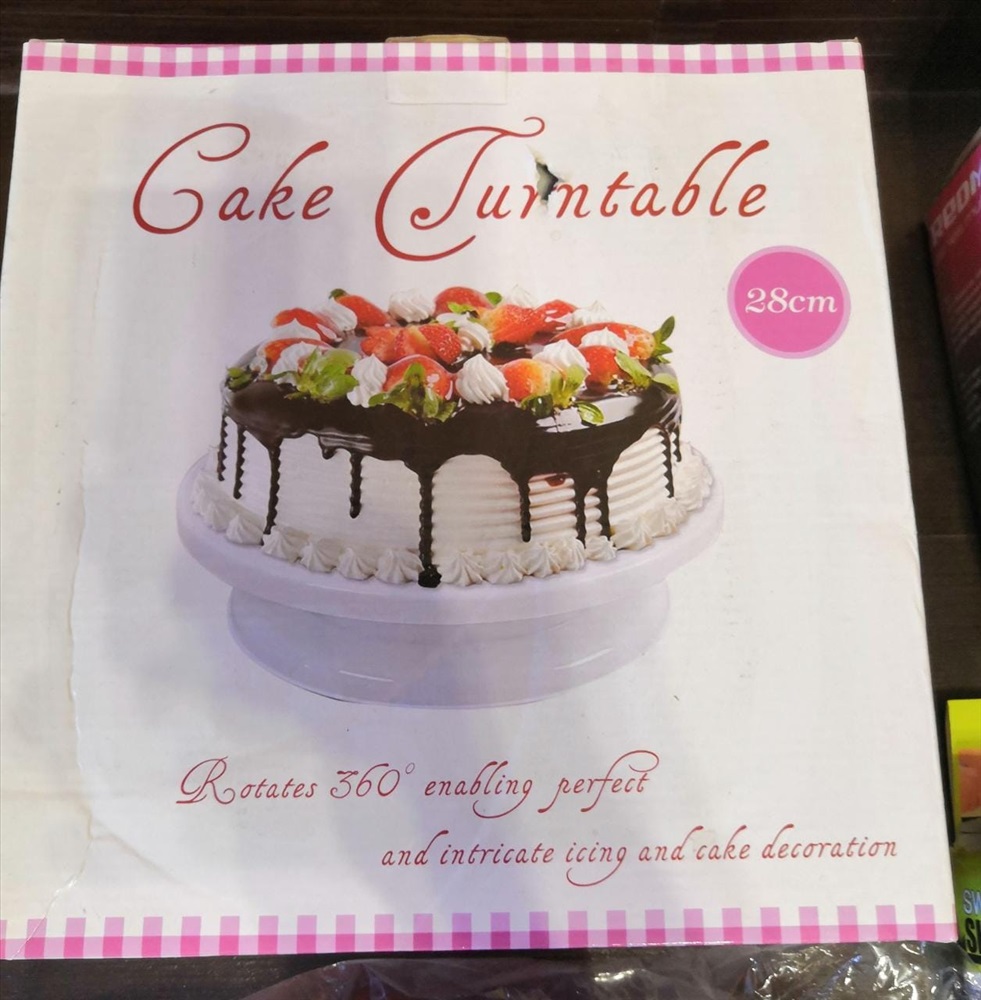 Cake Turntable
28cm
Rotates 360° enabling perfect
and intricate icing and cake decoration